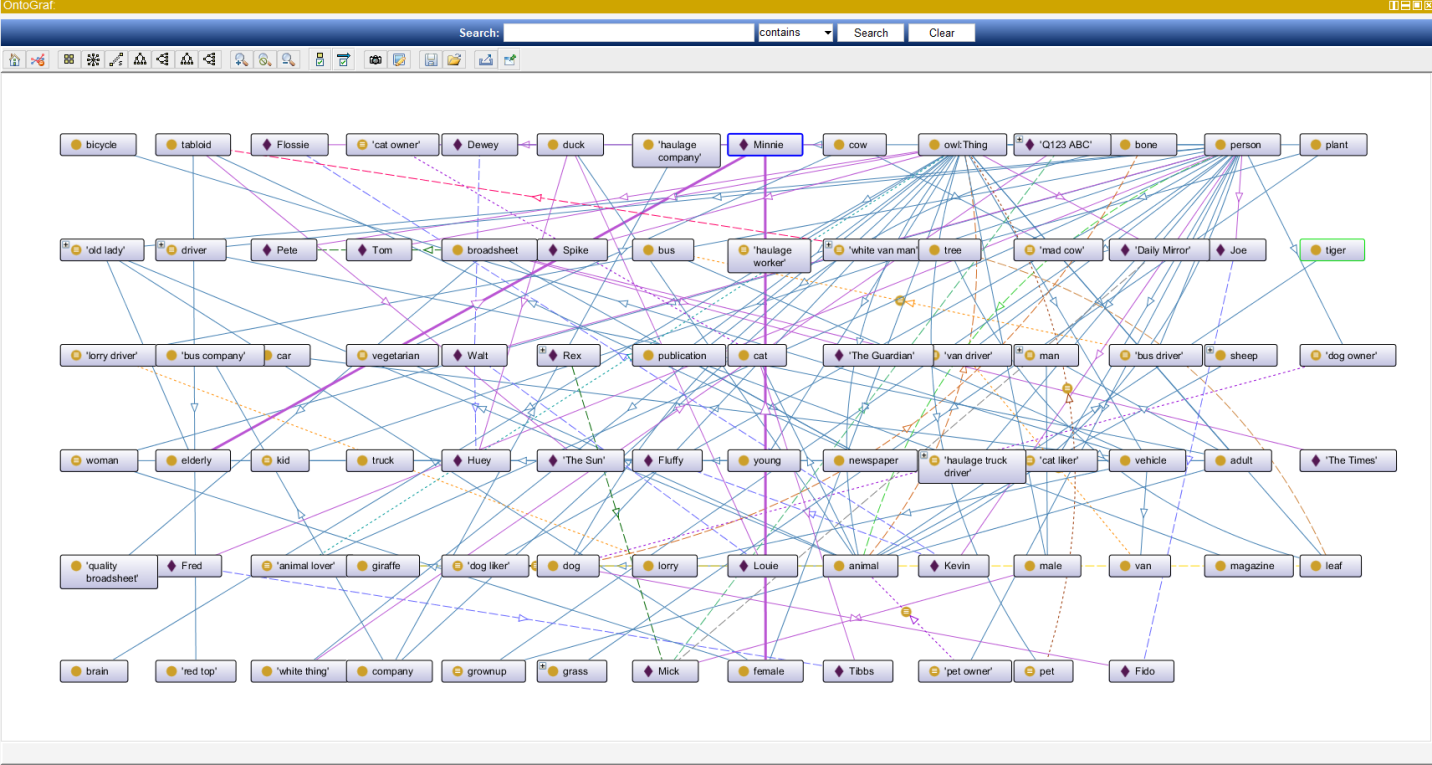 OntoGraf:
Search:
contains
Search
Clear
bicycle
tabloid
Flossie
'cat owner'
Dewey
duck
'haulage
company'
Minnie
cow
owl:Thing
'Q123 ABC'
bone
person
plant
'old lady'
driver
Pete
Tom
broadsheet
Spike
bus
'haulage
worker'
'white van man'
tree
'mad cow'
'Daily Mirror'
Joe
tiger
'lorry driver'
'bus company'
car
vegetarian
Walt
Rex
publication
cat
'The Guardian'
'van driver'
man
'bus driver'
sheep
'dog owner'
woman
elderly
kid
truck
Huey
'The Sun'
Fluffy
young
newspaper
'haulage truck
driver'
'cat liker'
vehicle
adult
'The Times'
'quality
broadsheet'
Fred
'animal lover'
giraffe
'dog liker'
dog
lorry
Louie
animal
Kevin
male
van
magazine
leaf
brain
'red top'
'white thing'
company
grownup
grass
Mick
female
Tibbs
'pet owner'
pet
Fido